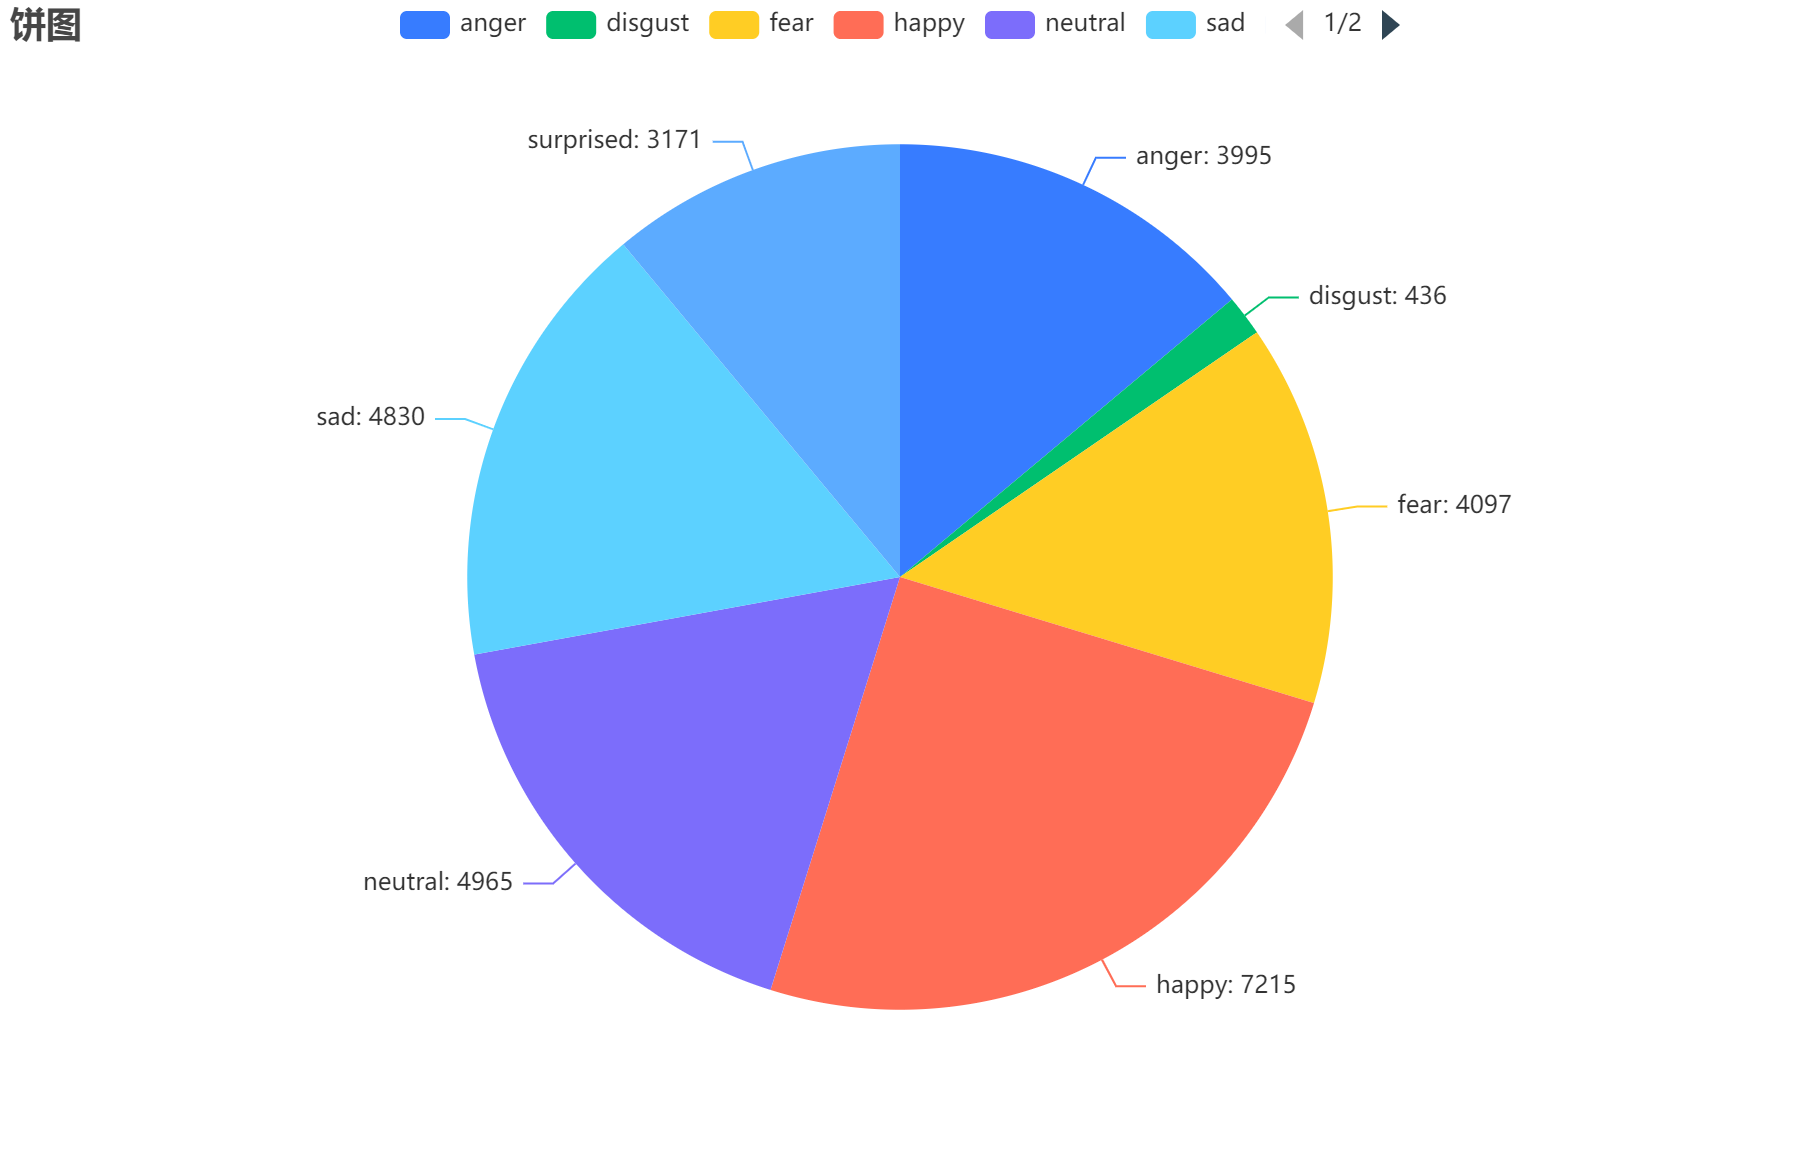 饼图
anger disgust fear happy neutral sad 1/2
surprised: 3171
anger: 3995
disgust: 436
sad: 4830
fear: 4097
neutral: 4965
happy: 7215